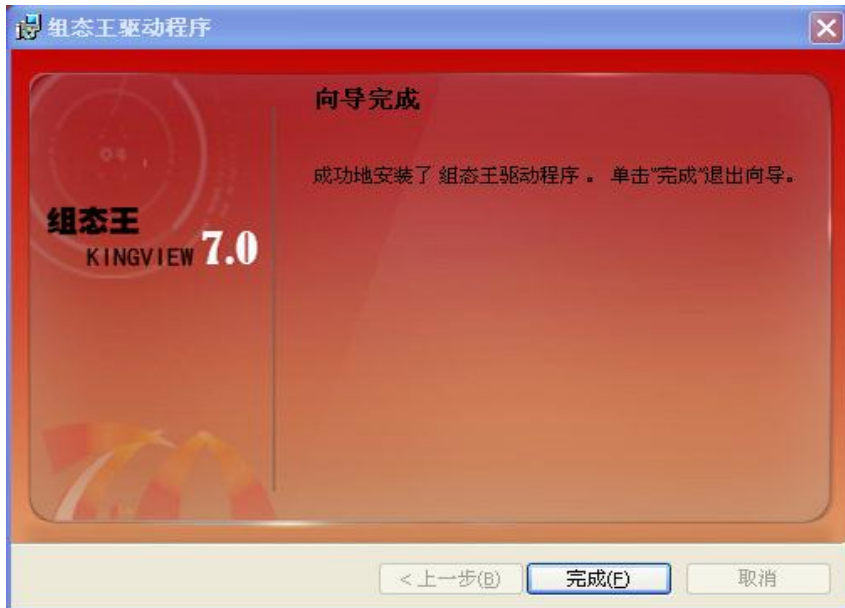 组态王驱动程序
向导完成
成功地安装了 组态王驱动程序 。 单击"完成"退出向导。
04
组态王
KINGVIEW 7.0
< 上一步(B)
完成(F)
取消